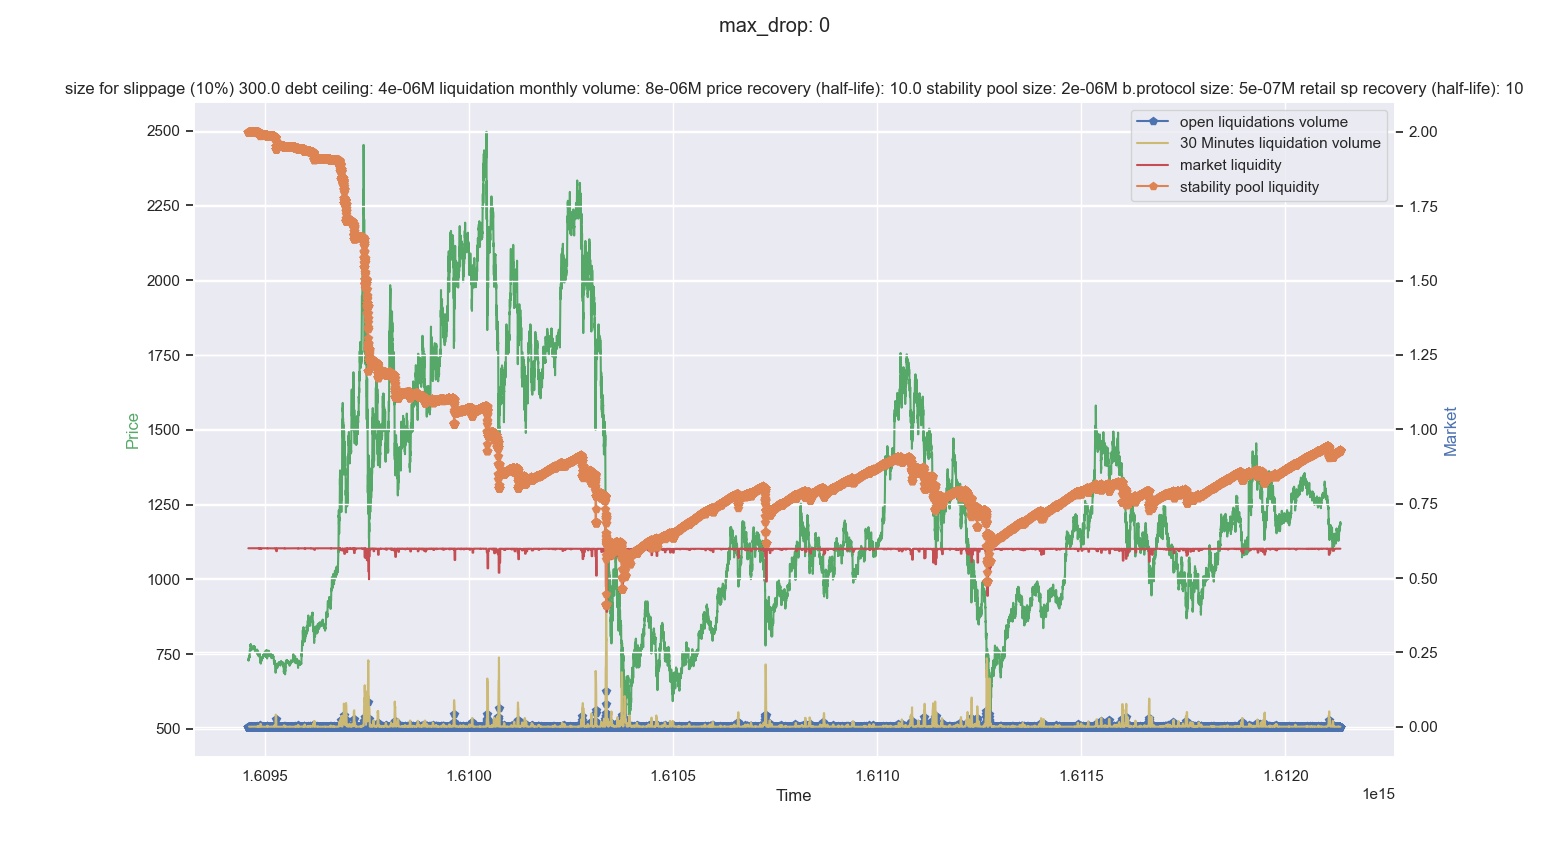 max_drop: 0
size for slippage (10%) 300.0 debt ceiling: 4e-06M liquidation monthly volume: 8e-06M price recovery (half-life): 10.0 stability pool size: 2e-06M b.protocol size: 5e-07M retail sp recovery (half-life): 10
open liquidations volume
30 Minutes liquidation volume
market liquidity
stability pool liquidity
2500
2250
2000
1750
1500
1250
1000
750
500
Price
2.00
1.75
1.50
1.25
1.00
0.75
0.50
0.25
0.00
Market
1.6095 1.6100 1.6105 1.6110 1.6115 1.6120
Time
1e15